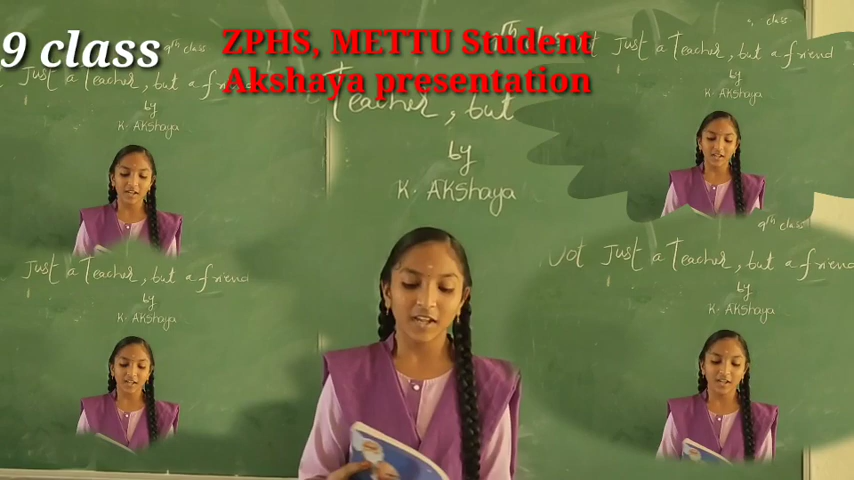 9 class
ZPHS, METTU Student
Akshaya presentation
9th class
Just a Teacher, but a friend
by
K. Akshaya
Teacher, but
by
K. Akshaya
class
Just a Teacher, but a friend
by
K. Akshaya
Just a Teacher, but a friend
by
K. Akshaya
9th class
Not Just a Teacher, but a friend
by
K. Akshaya